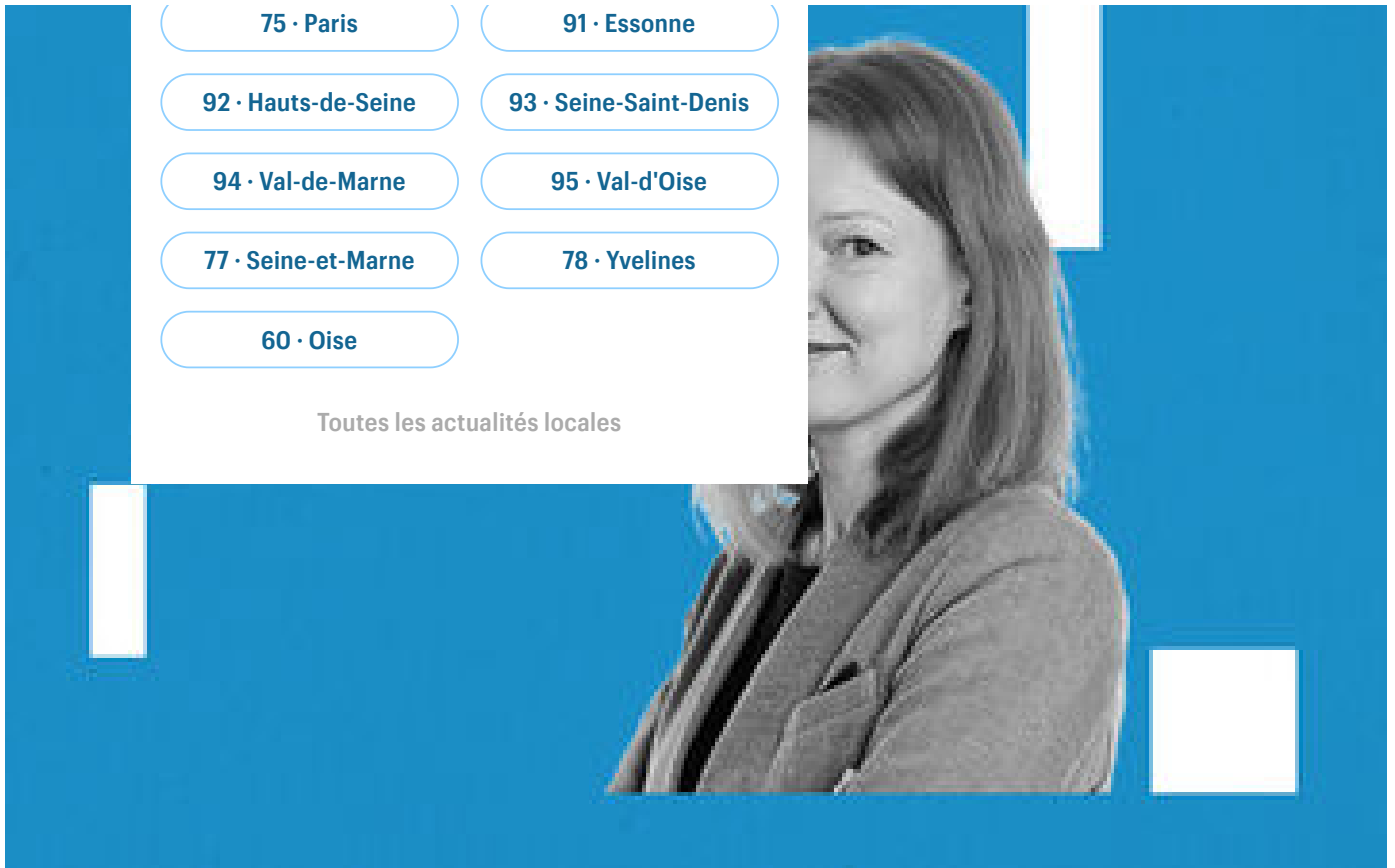 75 · Paris
91 · Essonne
92 · Hauts-de-Seine
93 · Seine-Saint-Denis
94 · Val-de-Marne
95 · Val-d'Oise
77 · Seine-et-Marne
78 · Yvelines
60 · Oise
Toutes les actualités locales